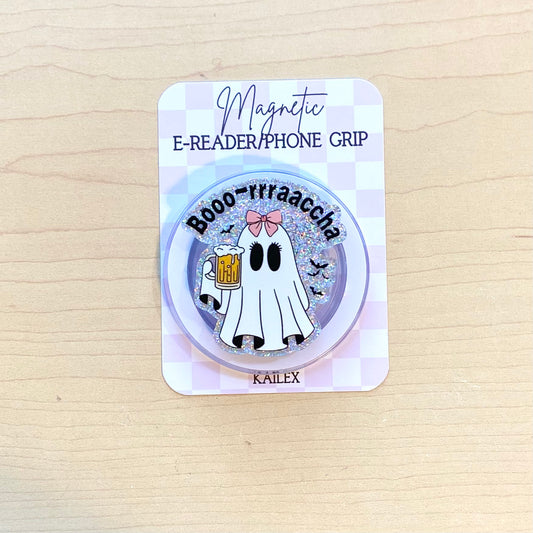 Magnetic
E-READER/PHONE GRIP
Booo-rrraaccha
KAILEX